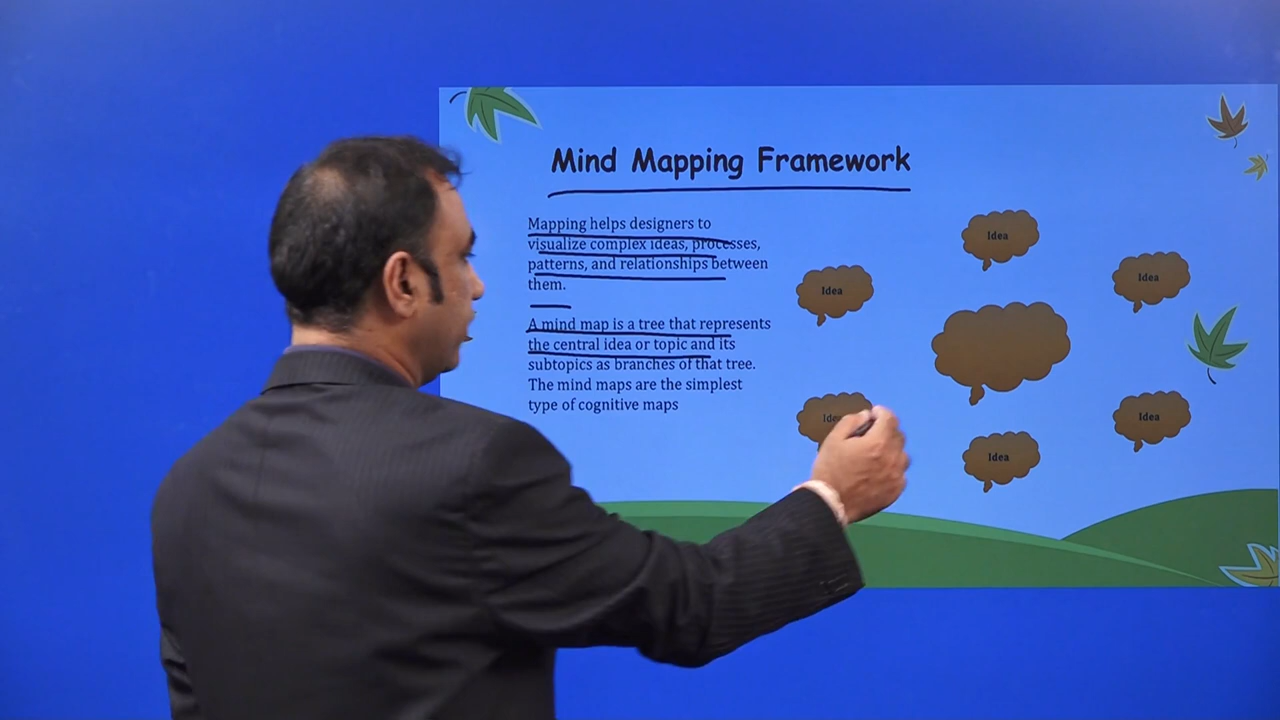 Mind Mapping Framework
Mapping helps designers to
visualize complex ideas, processes,
patterns, and relationships between
them.
A mind map is a tree that represents
the central idea or topic and its
subtopics as branches of that tree.
The mind maps are the simplest
type of cognitive maps
Idea
Idea
Idea
Idea
Idea
Idea